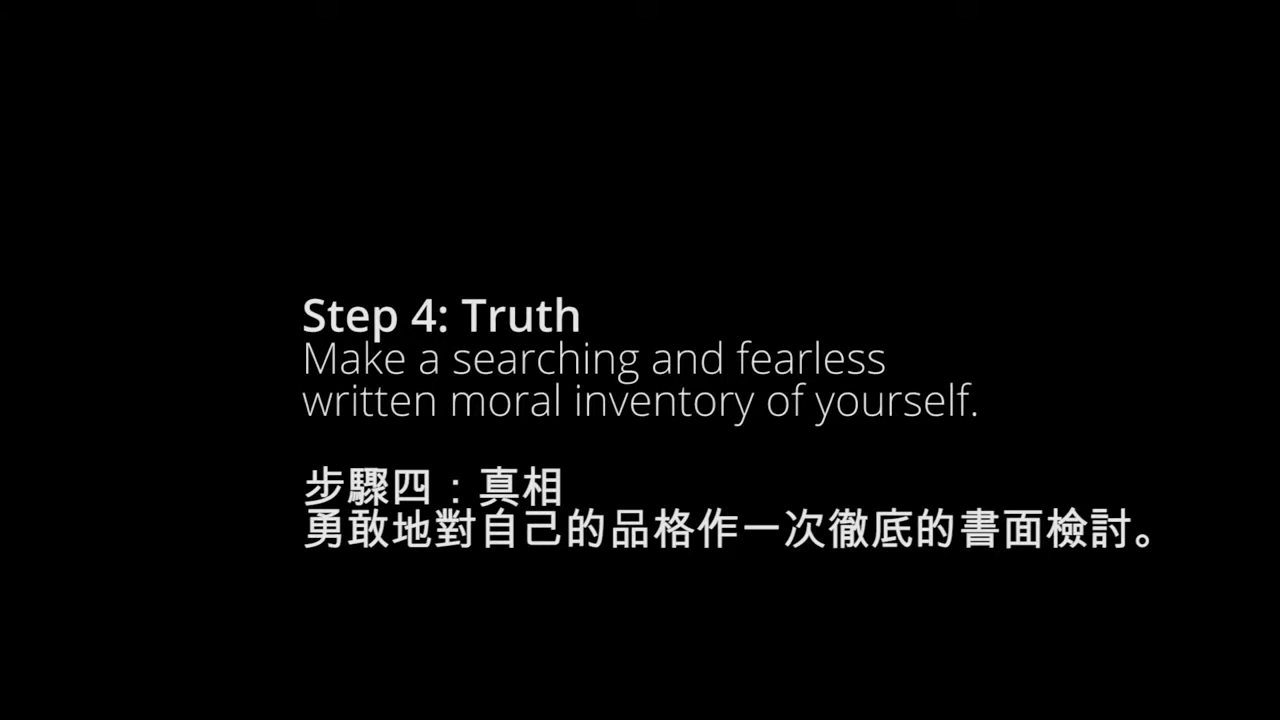 Step 4: Truth
Make a searching and fearless
written moral inventory of yourself.
步驟四：真相
勇敢地對自己的品格作一次徹底的書面檢討。